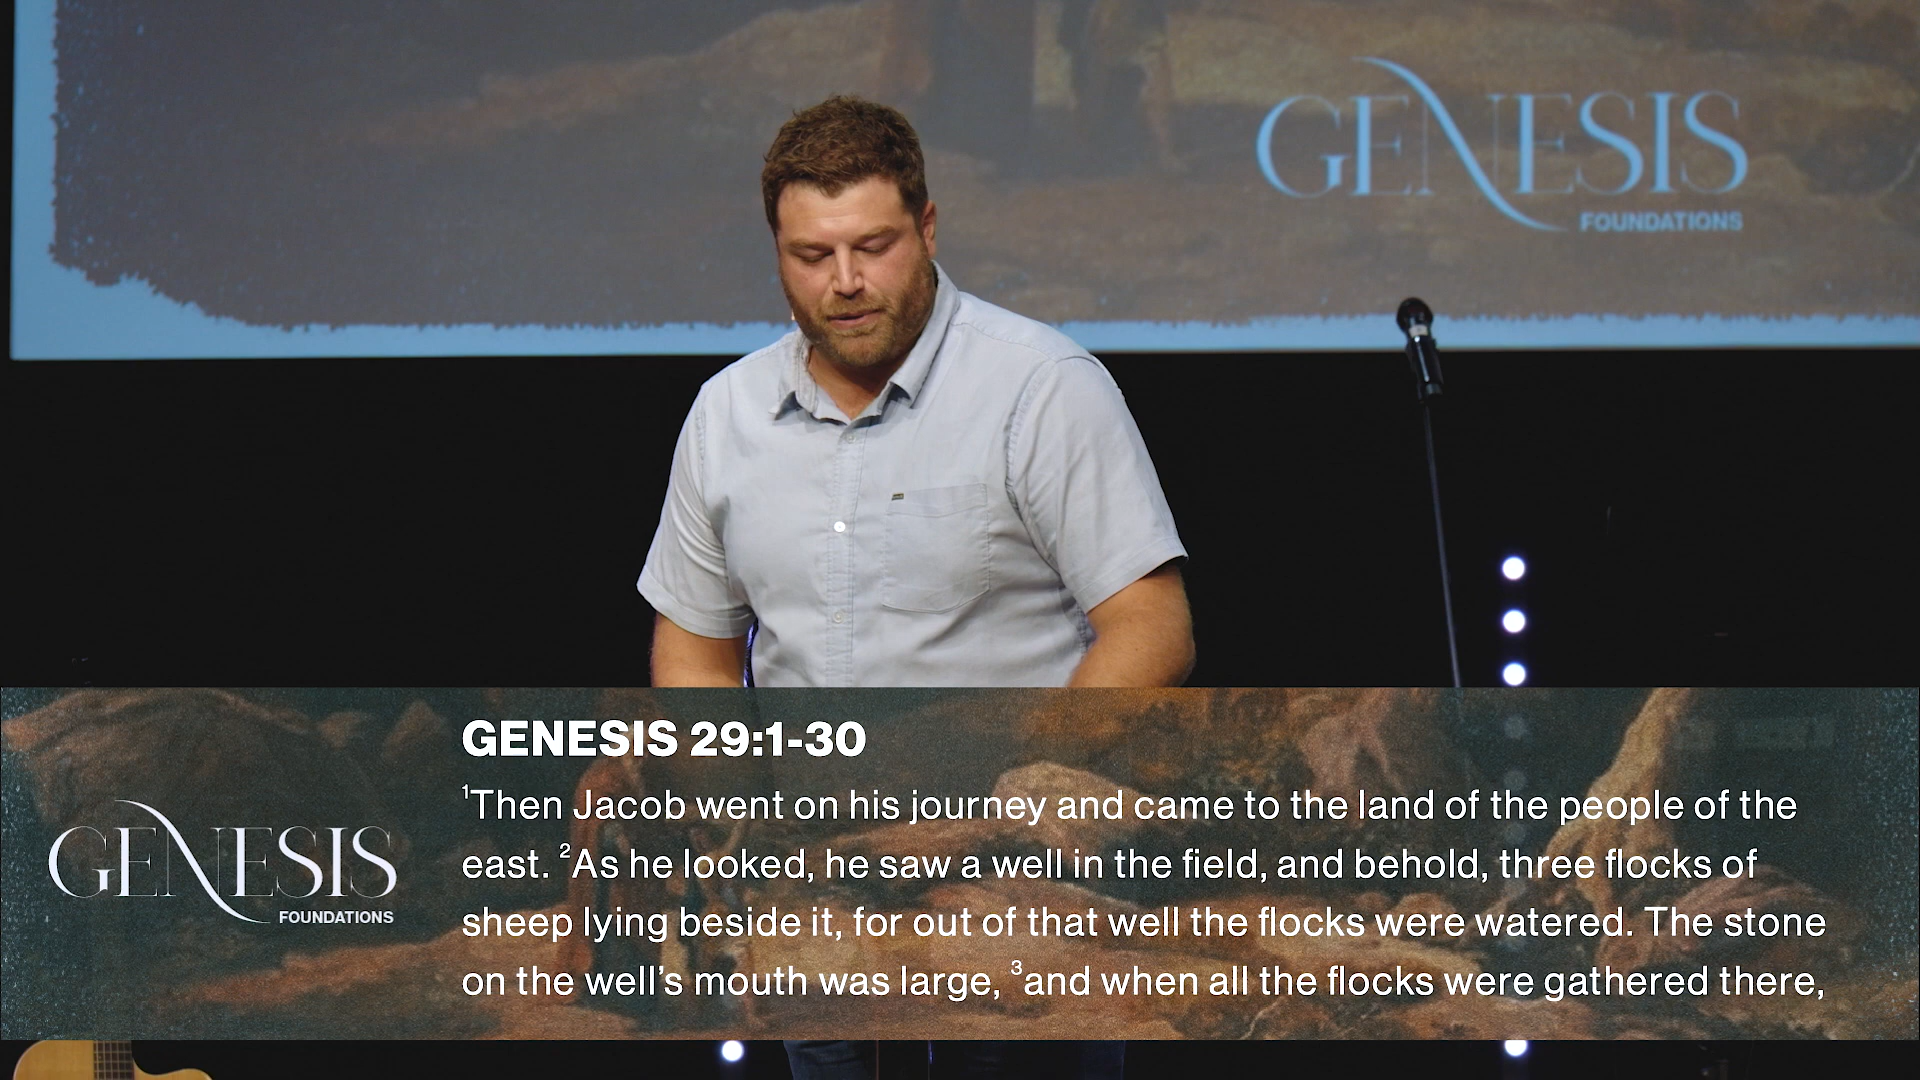 GENESIS
FOUNDATIONS
GENESIS 29:1-30
¹Then Jacob went on his journey and came to the land of the people of the
east. ²As he looked, he saw a well in the field, and behold, three flocks of
sheep lying beside it, for out of that well the flocks were watered. The stone
on the well’s mouth was large, ³and when all the flocks were gathered there,
GENESIS
FOUNDATIONS